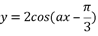 y = 2cos(ax − π/3)